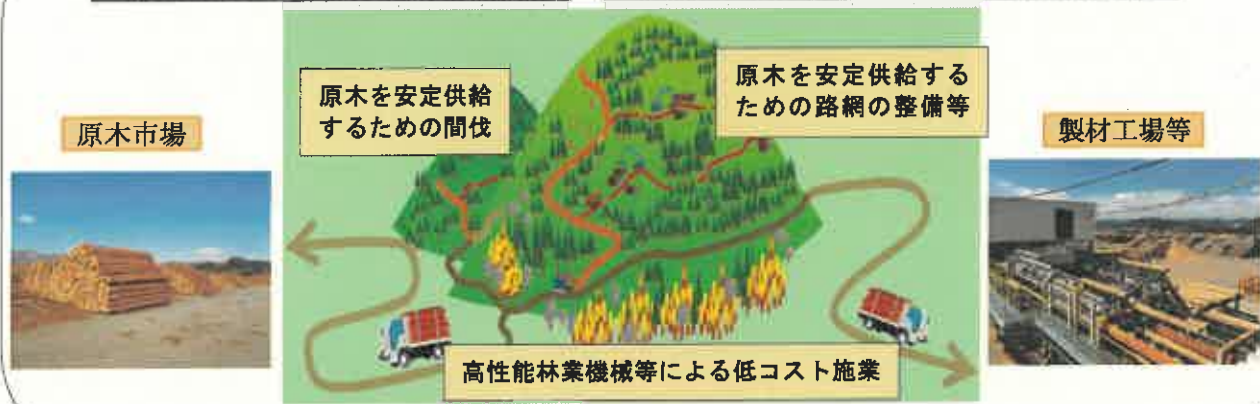 原木市場
原木を安定供給
するための間伐
原木を安定供給する
ための路網の整備等
製材工場等
高性能林業機械等による低コスト施業